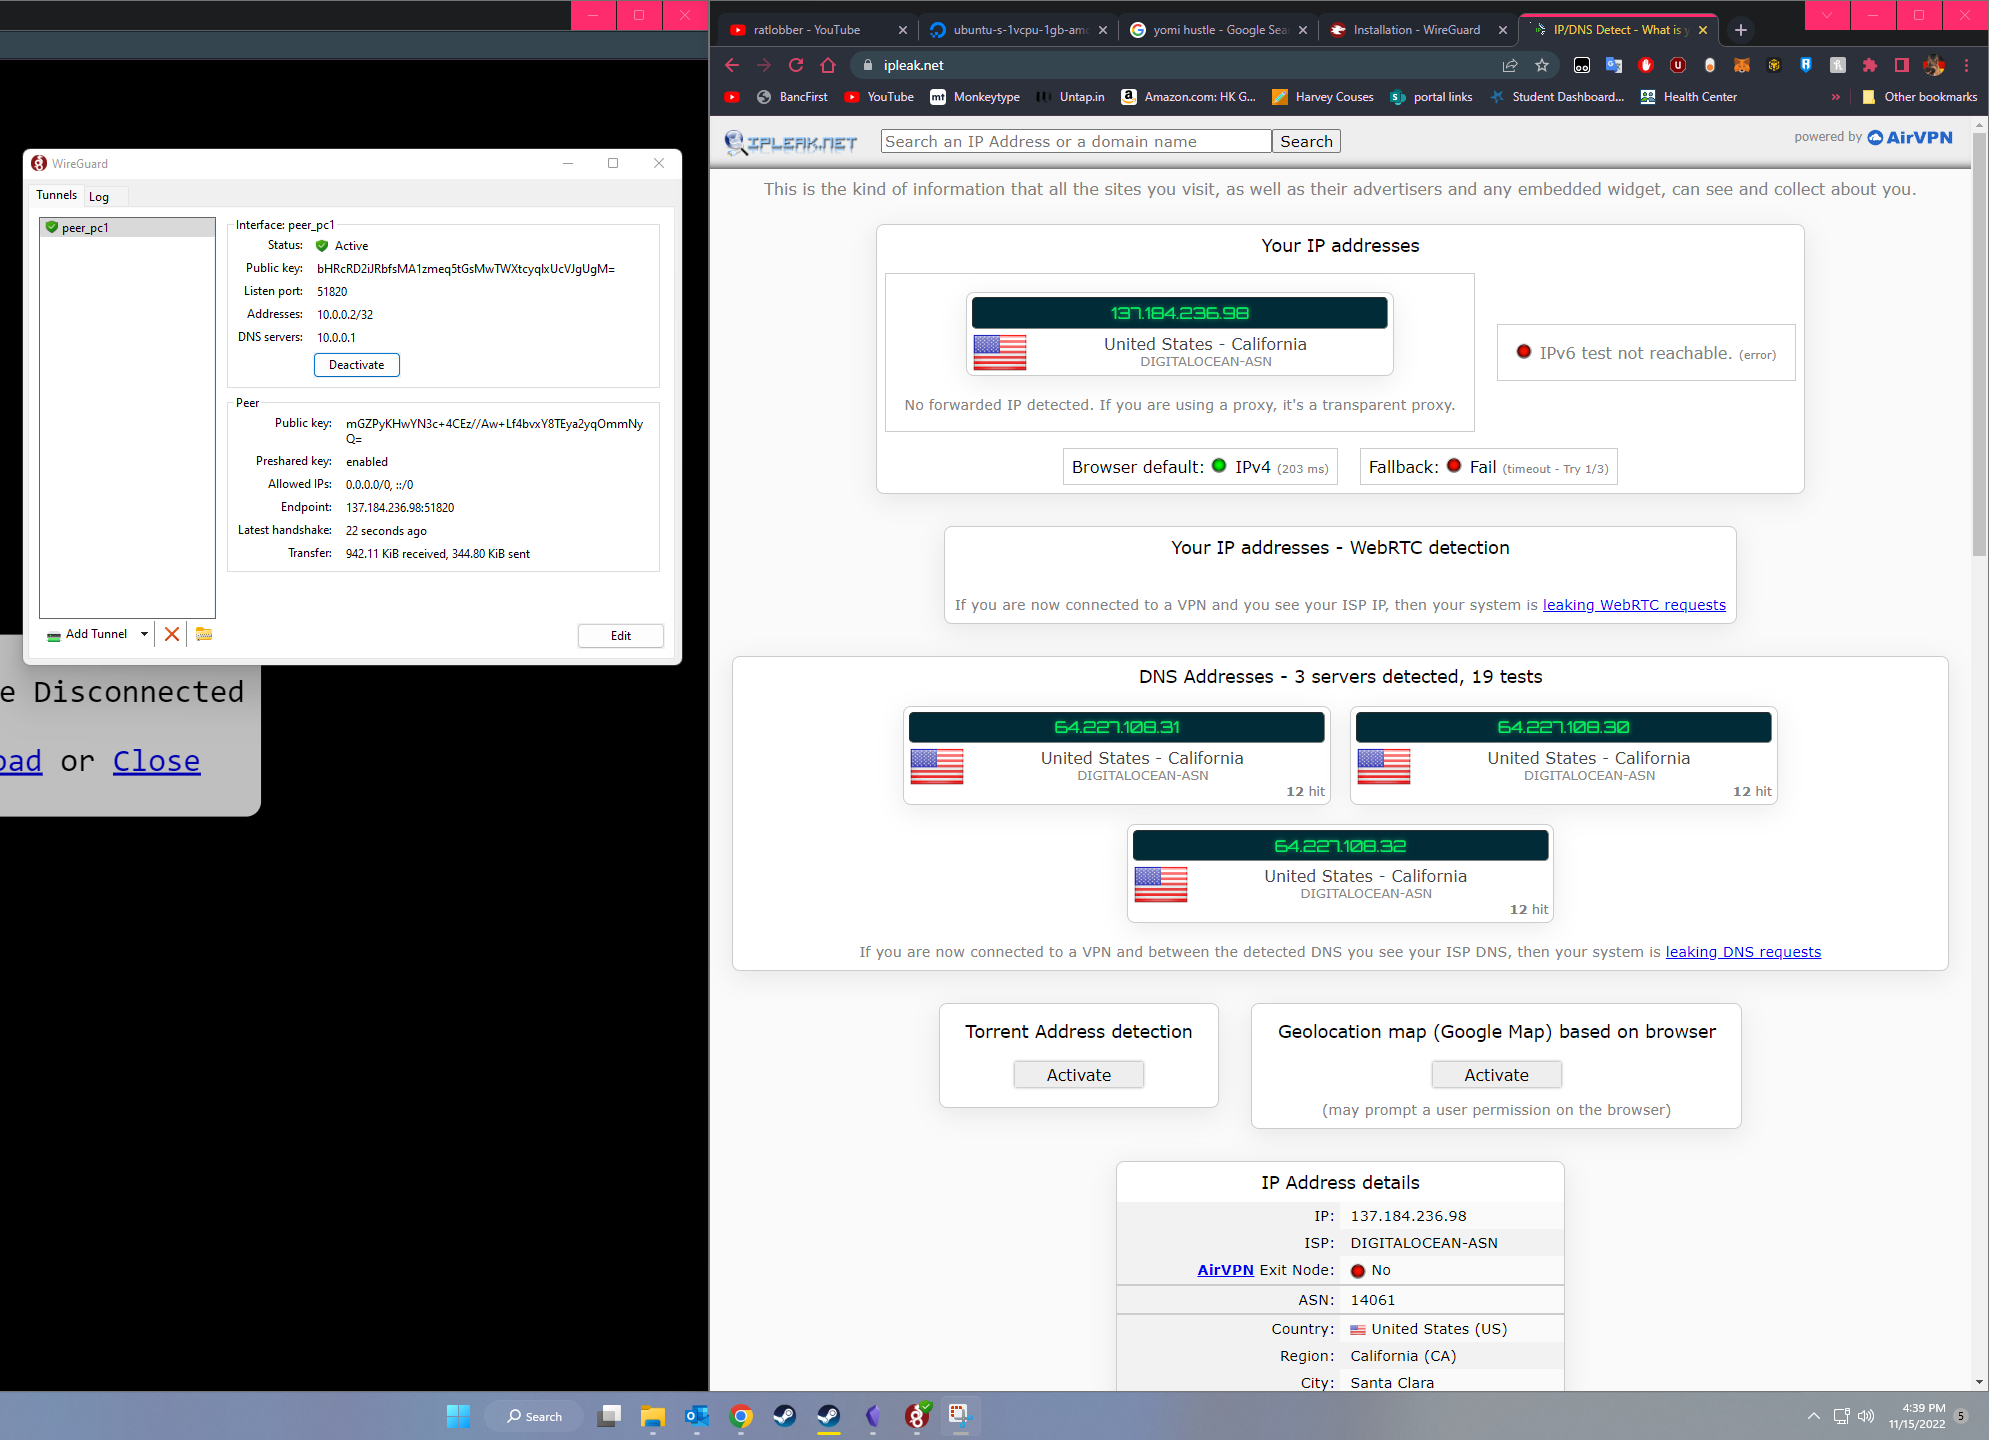 WireGuard
Tunnels
Log
peer_pc1
Interface: peer_pc1
Status: Active
Public key: bHRcRD2iJRbfsMA1zmeq5tGsMwTWXtcyqlxUcVJgUgM=
Listen port: 51820
Addresses: 10.0.0.2/32
DNS servers: 10.0.0.1
Deactivate
Peer
Public key: mGZPyKHwYN3c+4CEz//Aw+Lf4bvxY8TEya2yqOmmNy
Q=
Preshared key: enabled
Allowed IPs: 0.0.0.0/0, ::/0
Endpoint: 137.184.236.98:51820
Latest handshake: 22 seconds ago
Transfer: 942.11 KiB received, 344.80 KiB sent
Add Tunnel
Edit
e Disconnected
oad or Close
ratlobber - YouTube
ubuntu-s-1vcpu-1gb-amd
yomi hustle - Google Sea
Installation - WireGuard
IP/DNS Detect - What is y
ipleak.net
BancFirst
YouTube
mt Monkeytype
Untap.in
Amazon.com: HK G...
Harvey Couses
portal links
Student Dashboard...
Health Center
»
Other bookmarks
IPLEAK.NET
Search an IP Address or a domain name
Search
powered by AirVPN
This is the kind of information that all the sites you visit, as well as their advertisers and any embedded widget, can see and collect about you.
Your IP addresses
137.184.236.98
United States - California
DIGITALOCEAN-ASN
No forwarded IP detected. If you are using a proxy, it's a transparent proxy.
IPv6 test not reachable. (error)
Browser default: IPv4 (203 ms)
Fallback: Fail (timeout - Try 1/3)
Your IP addresses - WebRTC detection
If you are now connected to a VPN and you see your ISP IP, then your system is leaking WebRTC requests
DNS Addresses - 3 servers detected, 19 tests
64.227.108.31
United States - California
DIGITALOCEAN-ASN
12 hit
64.227.108.30
United States - California
DIGITALOCEAN-ASN
12 hit
64.227.108.32
United States - California
DIGITALOCEAN-ASN
12 hit
If you are now connected to a VPN and between the detected DNS you see your ISP DNS, then your system is leaking DNS requests
Torrent Address detection
Activate
Geolocation map (Google Map) based on browser
Activate
(may prompt a user permission on the browser)
IP Address details
IP: 137.184.236.98
ISP: DIGITALOCEAN-ASN
AirVPN Exit Node: No
ASN: 14061
Country: United States (US)
Region: California (CA)
City: Santa Clara
Search
4:39 PM
11/15/2022
5